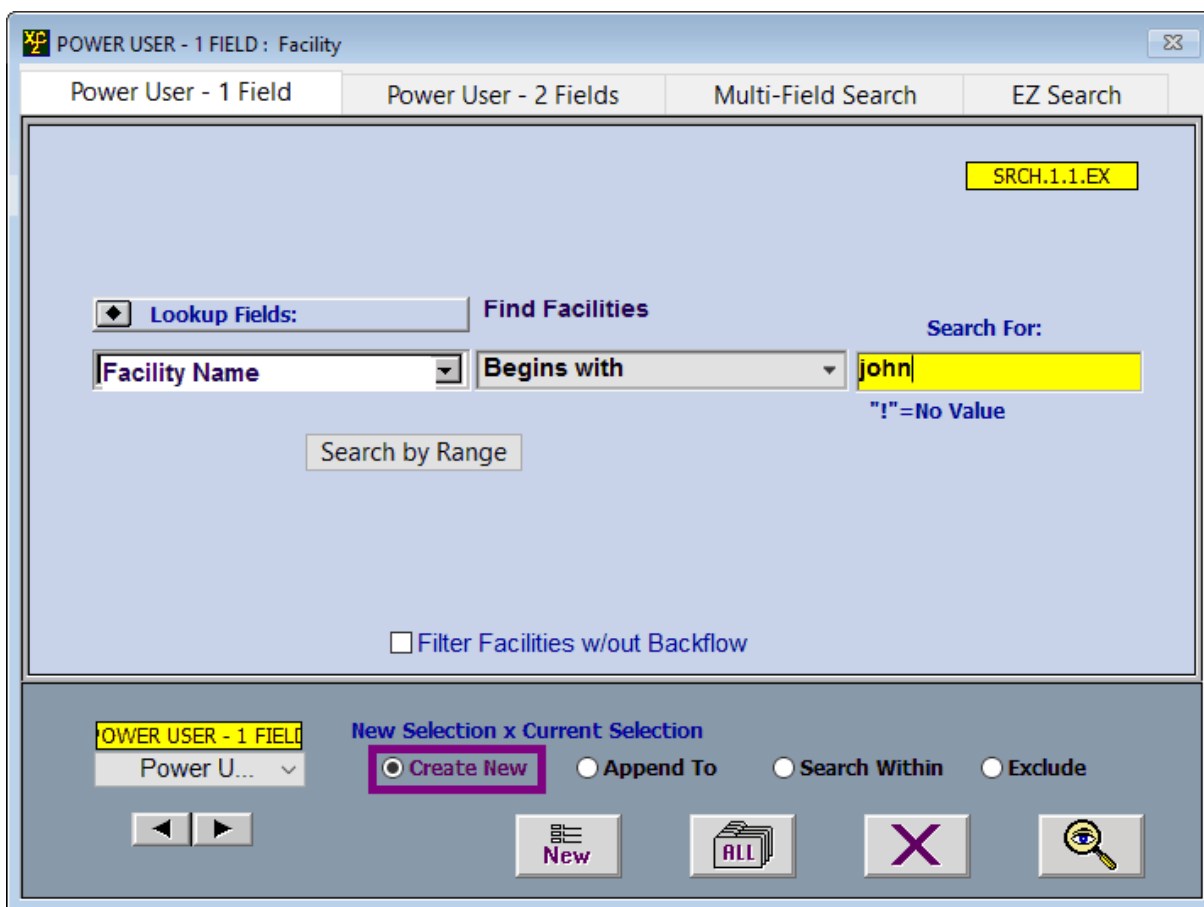 POWER USER - 1 FIELD : Facility
Power User - 1 Field
Power User - 2 Fields
Multi-Field Search
EZ Search
SRCH.1.1.EX
Lookup Fields:
Find Facilities
Search For:
Facility Name
Begins with
john
"!"=No Value
Search by Range
Filter Facilities w/out Backflow
OWER USER - 1 FIEL
New Selection x Current Selection
Power U...
Create New
Append To
Search Within
Exclude
New
ALL